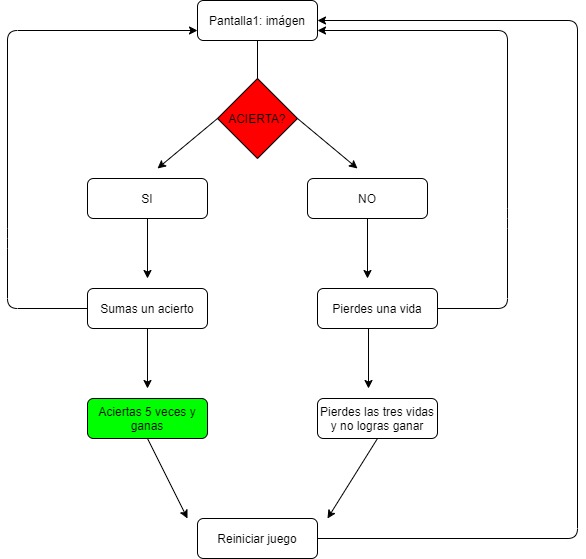 Pantalla1: imágen
ACIERTA?
SI
NO
Sumas un acierto
Pierdes una vida
Aciertas 5 veces y
ganas
Pierdes las tres vidas
y no logras ganar
Reiniciar juego